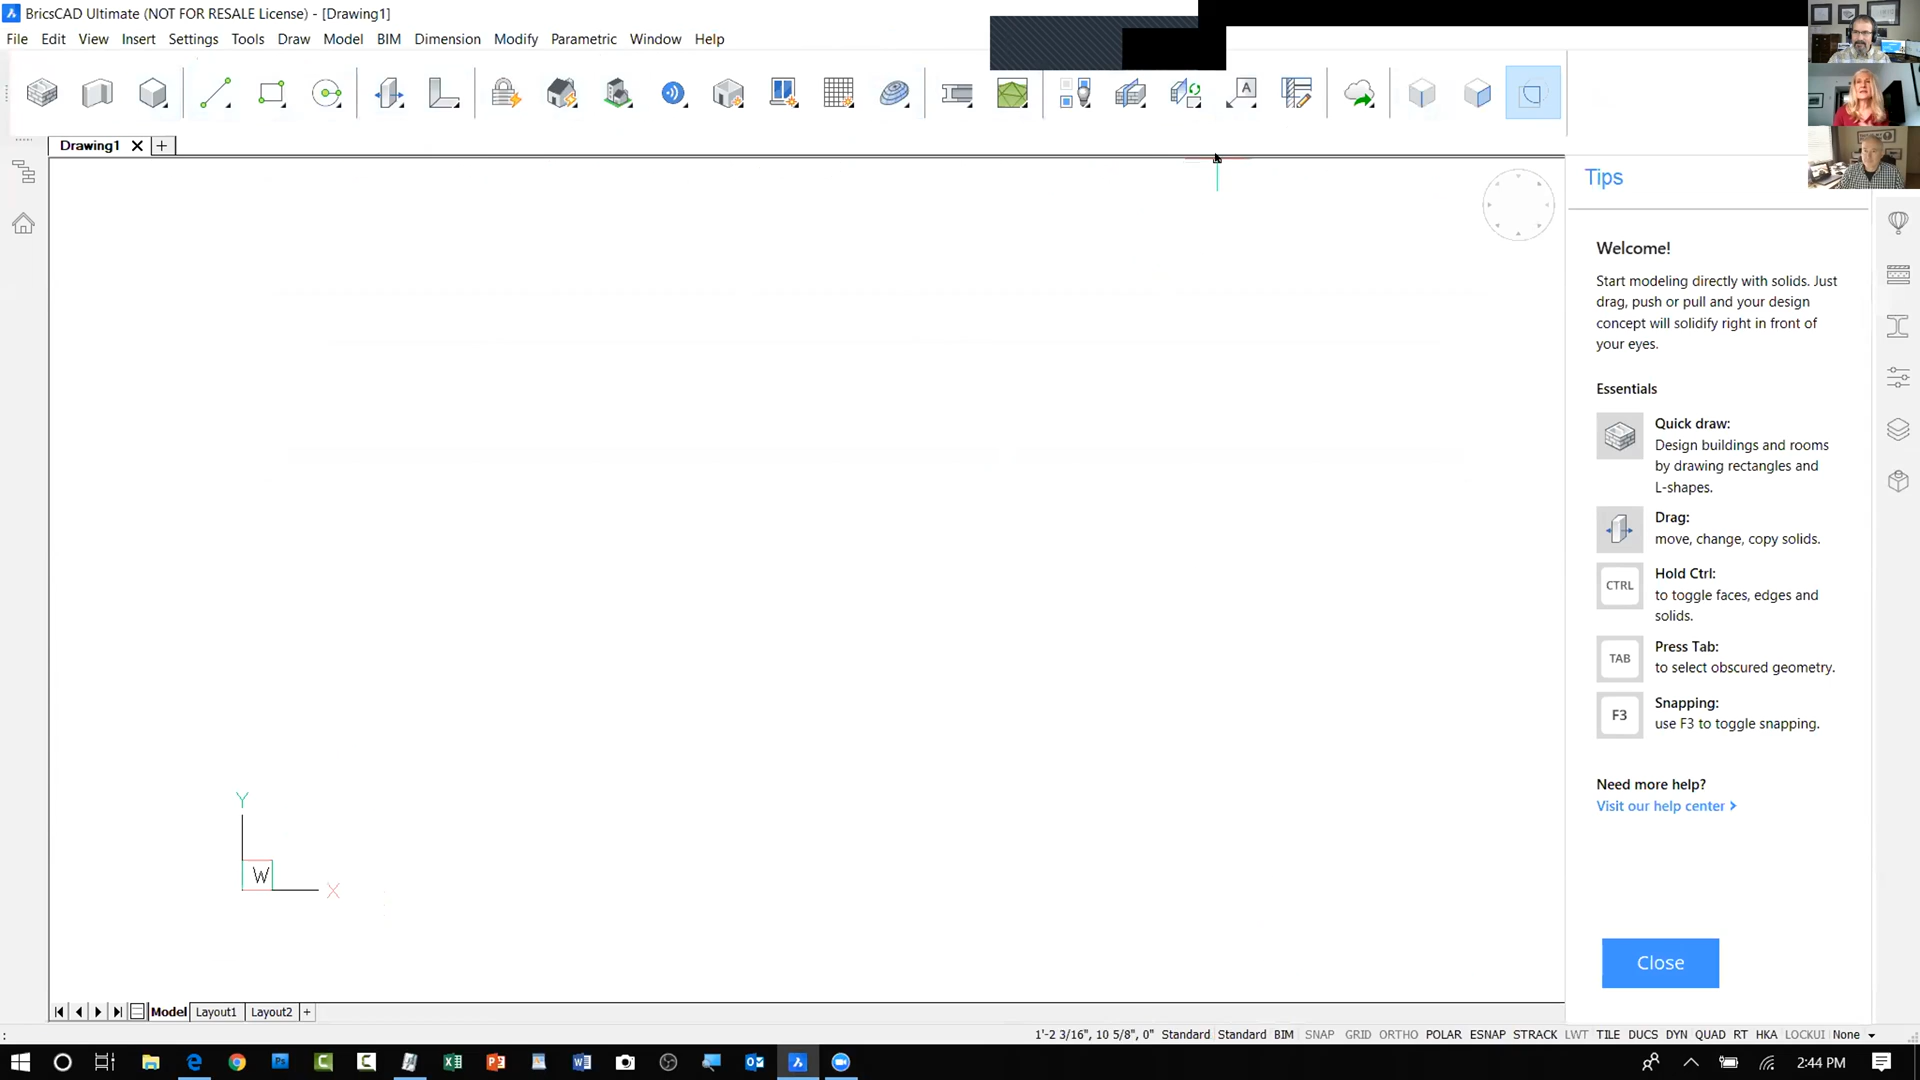 BricsCAD Ultimate (NOT FOR RESALE License) - [Drawing1]
File Edit View Insert Settings Tools Draw Model BIM Dimension Modify Parametric Window Help
A
Drawing1
Tips
Welcome!
Start modeling directly with solids. Just
drag, push or pull and your design
concept will solidify right in front of
your eyes.
Essentials
Quick draw:
Design buildings and rooms
by drawing rectangles and
L-shapes.
Drag:
move, change, copy solids.
CTRL
Hold Ctrl:
to toggle faces, edges and
solids.
TAB
Press Tab:
to select obscured geometry.
F3
Snapping:
use F3 to toggle snapping.
Need more help?
Visit our help center >
Close
Y
W
X
Model Layout1 Layout2 +
: 1'-2 3/16", 10 5/8", 0" Standard Standard BIM SNAP GRID ORTHO POLAR ESNAP STRACK LWT TILE DUCS DYN QUAD RT HKA LOCKUI None
2:44 PM